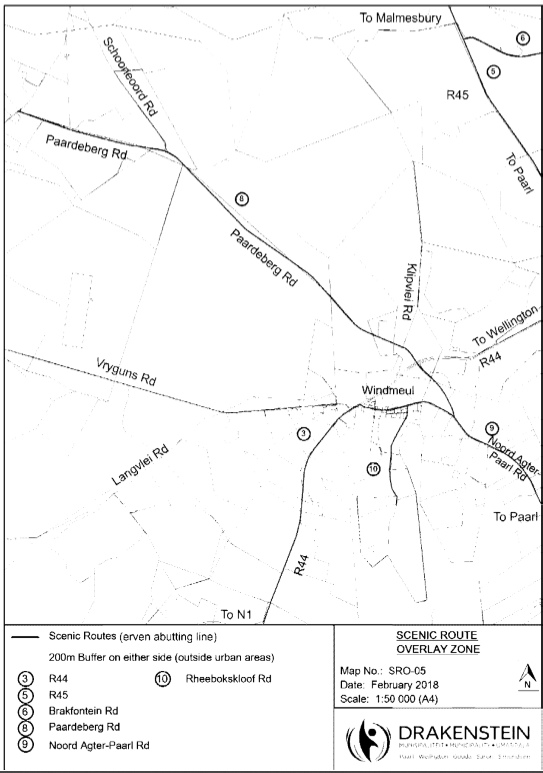 To Malmesbury
6
5
R45
Schooneoord Rd
Paardeberg Rd
To Paarl
8
Paardeberg Rd
Klipvlei Rd
To Wellington
R44
Vryguns Rd
Windmeul
3
9
Noord Agter-
Paarl Rd
10
Langvlei Rd
To Paarl
R44
To N1
Scenic Routes (erven abutting line)
200m Buffer on either side (outside urban areas)
3 R44
10 Rheebokskloof Rd
5 R45
6 Brakfontein Rd
8 Paardeberg Rd
9 Noord Agter-Paarl Rd
SCENIC ROUTE
OVERLAY ZONE
Map No.: SRO-05
Date: February 2018
Scale: 1:50 000 (A4)
N
DRAKENSTEIN
MUNISIPALITEIT • MUNICIPALITY • UMASIPALA
Paarl Wellington Gouda Saron Simondium